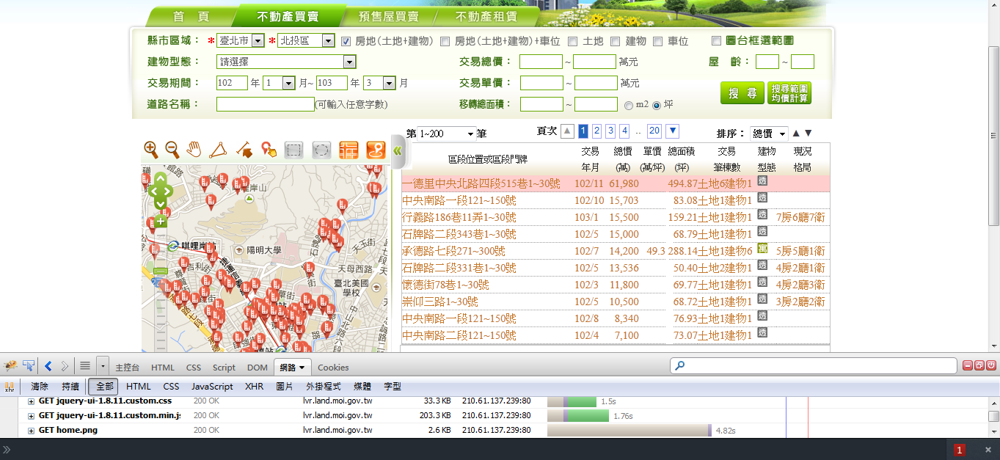 首 頁 不動產買賣 預售屋買賣 不動產租賃
縣市區域： * 臺北市 * 北投區 房地(土地+建物) 房地(土地+建物)+車位 土地 建物 車位 圖台框選範圍
建物型態： 請選擇 交易總價： ~ 萬元 屋 齡： ~
交易期間： 102 年 1 月~ 103 年 3 月 交易單價： ~ 萬元 搜 尋 搜尋範圍
均價計算
道路名稱： (可輸入任意字數) 移轉總面積： ~ m2 坪
第 1~200 筆 頁次 ▲ 1 2 3 4 .. 20 ▼ 排序： 總價 ▲ ▼
區段位置或區段門牌 交易 總價 單價 總面積 交易 建物 現況
年月 (萬) (萬/坪) (坪) 筆棟數 型態 格局
一德里中央北路四段515巷1~30號 102/11 61,980 494.87 土地6建物1 透
中央南路一段121~150號 102/10 15,703 83.08 土地1建物1 透
行義路186巷11弄1~30號 103/1 15,500 159.21 土地1建物1 透 7房6廳7衛
石牌路二段343巷1~30號 102/5 15,000 68.79 土地1建物1 透
承德路七段271~300號 102/7 14,200 49.3 288.14 土地1建物6 寓 5房5廳1衛
石牌路二段331巷1~30號 102/5 13,536 50.40 土地2建物1 透 4房2廳1衛
懷德街78巷1~30號 102/3 11,800 69.77 土地1建物1 透 4房2廳3衛
崇仰三路1~30號 102/5 10,500 68.72 土地1建物1 透 3房2廳2衛
中央南路一段121~150號 102/8 8,340 76.93 土地1建物1 透
中央南路二段121~150號 102/4 7,100 73.07 土地1建物1 透
唭哩岸山
唭哩岸站
陽明大學
石牌路
天玉街
天母西路
臺北美國
學校
吉利街
中山北路六段
承德路七段
主控台 HTML CSS Script DOM 網路 Cookies
清除 持續 全部 HTML CSS JavaScript XHR 圖片 外掛程式 媒體 字型
GET jquery-ui-1.8.11.custom.css 200 OK lvr.land.moi.gov.tw 33.3 KB 210.61.137.239:80 1.5s
GET jquery-ui-1.8.11.custom.min.js 200 OK lvr.land.moi.gov.tw 203.3 KB 210.61.137.239:80 1.76s
GET home.png 200 OK lvr.land.moi.gov.tw 2.6 KB 210.61.137.239:80 4.82s
1